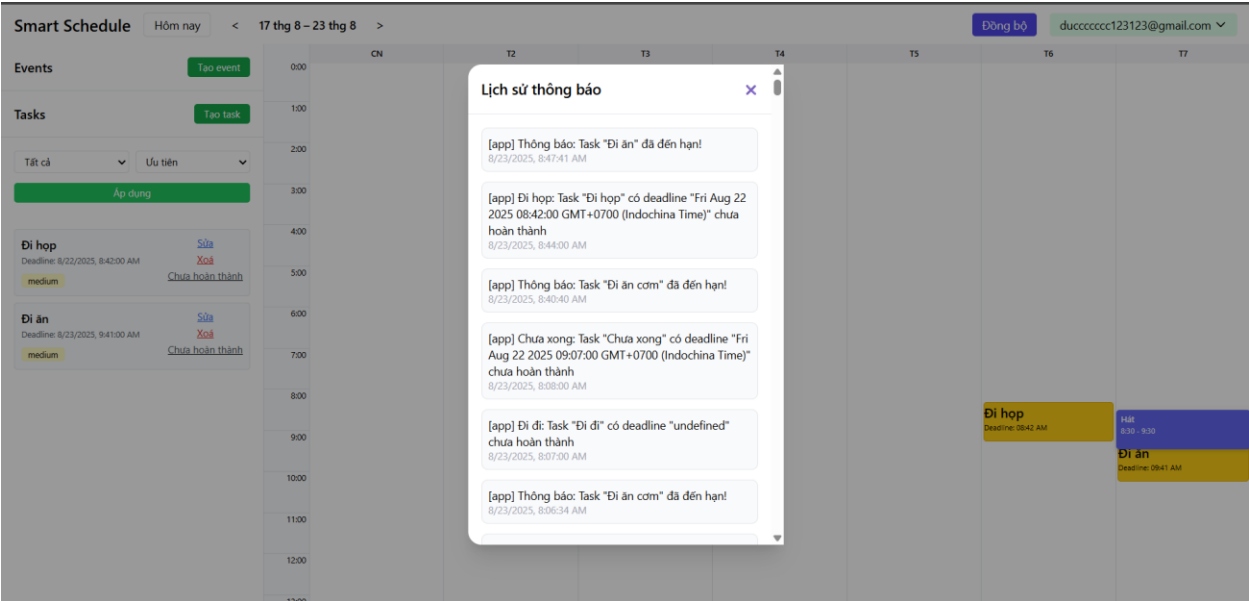 Smart Schedule Hôm nay < 17 thg 8 – 23 thg 8 > Đồng bộ duccccccc123123@gmail.com
CN T2 T3 T4 T5 T6 T7
Events Tạo event
Tasks Tạo task
Tất cả Ưu tiên
Áp dụng
Đi họp Sửa
Deadline: 8/22/2025, 8:42:00 AM Xoá
medium Chưa hoàn thành
Đi ăn Sửa
Deadline: 8/23/2025, 9:41:00 AM Xoá
medium Chưa hoàn thành
0:00
1:00
2:00
3:00
4:00
5:00
6:00
7:00
8:00
9:00
10:00
11:00
12:00
13:00
Lịch sử thông báo ×
[app] Thông báo: Task "Đi ăn" đã đến hạn!
8/23/2025, 8:47:41 AM
[app] Đi họp: Task "Đi họp" có deadline "Fri Aug 22
2025 08:42:00 GMT+0700 (Indochina Time)" chưa
hoàn thành
8/23/2025, 8:44:00 AM
[app] Thông báo: Task "Đi ăn cơm" đã đến hạn!
8/23/2025, 8:40:40 AM
[app] Chưa xong: Task "Chưa xong" có deadline "Fri
Aug 22 2025 09:07:00 GMT+0700 (Indochina Time)"
chưa hoàn thành
8/23/2025, 8:08:00 AM
[app] Đi đi: Task "Đi đi" có deadline "undefined"
chưa hoàn thành
8/23/2025, 8:07:00 AM
[app] Thông báo: Task "Đi ăn cơm" đã đến hạn!
8/23/2025, 8:06:34 AM
Đi họp
Deadline: 08:42 AM
Hát
8:30 - 9:30
Đi ăn
Deadline: 09:41 AM